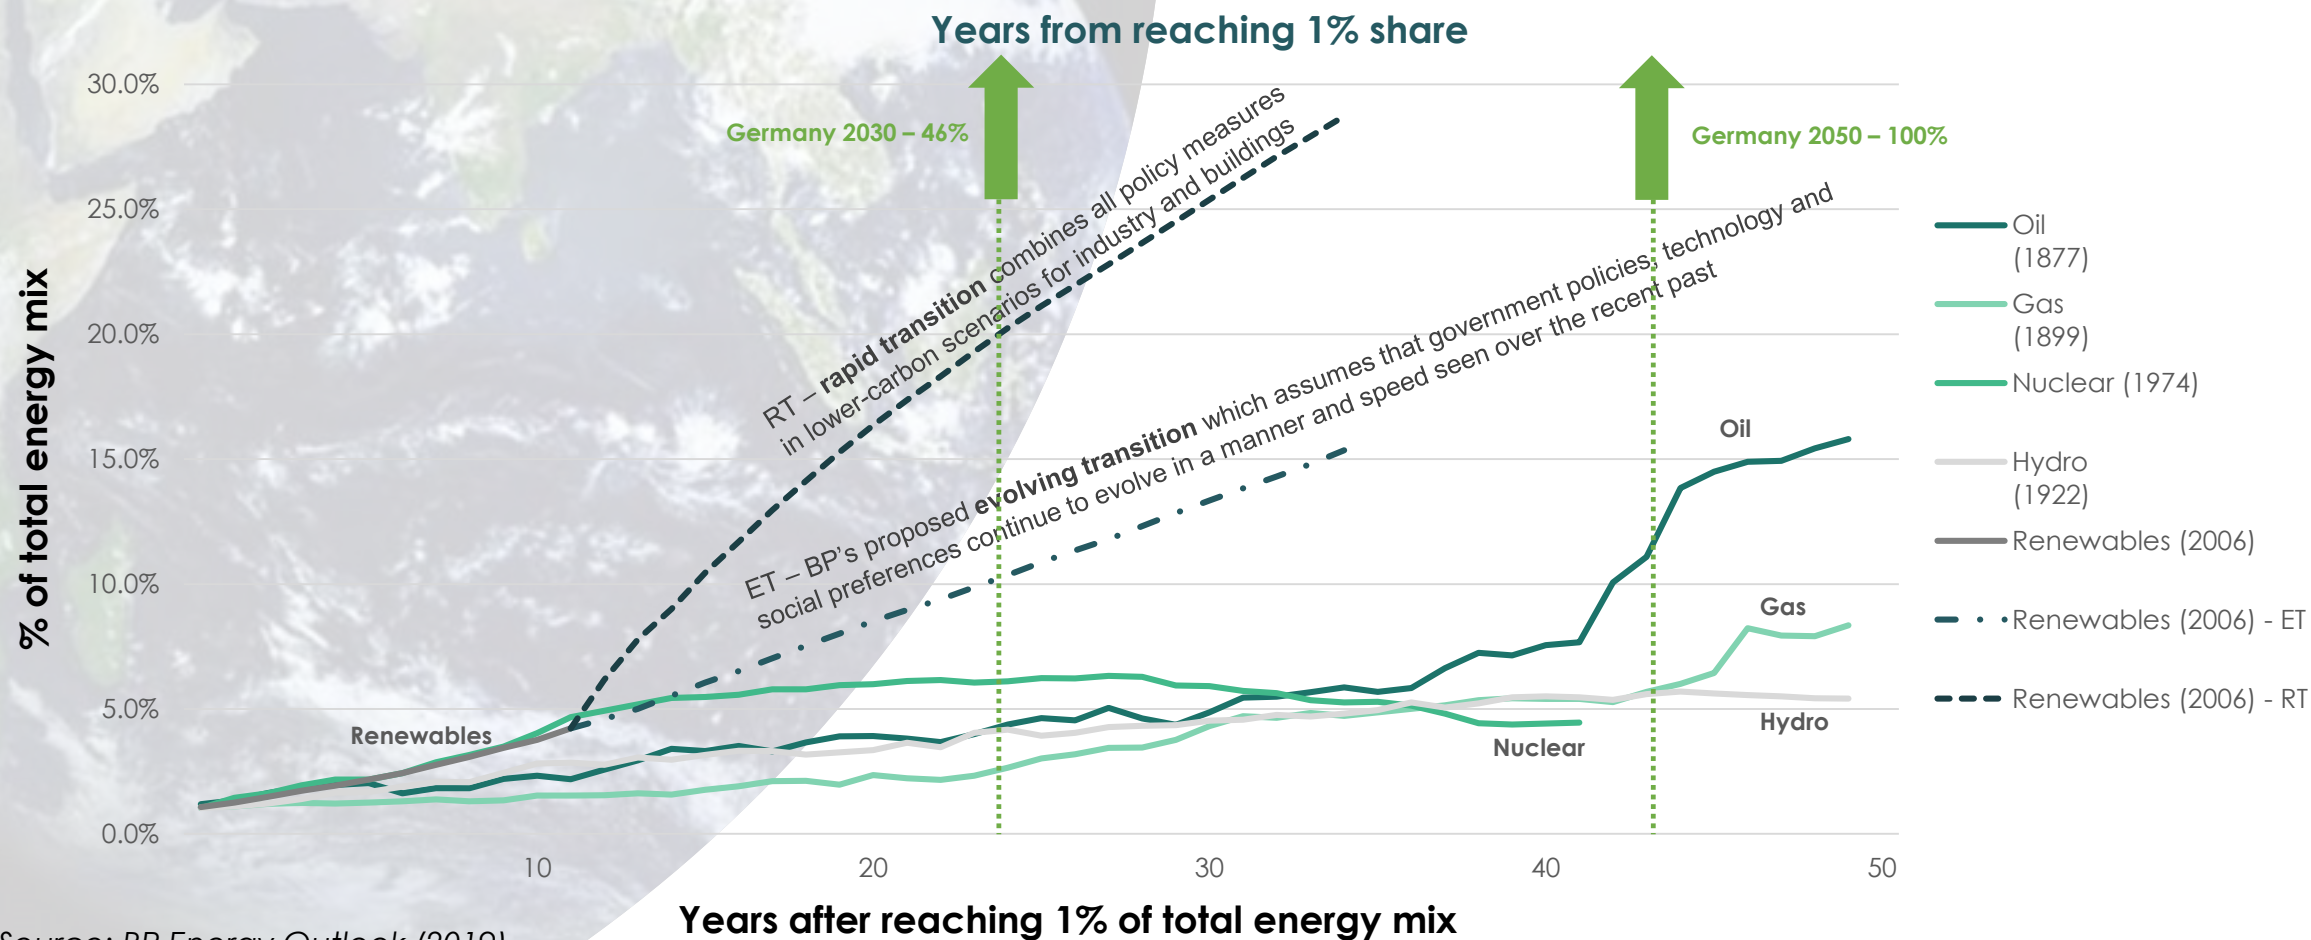 Years from reaching 1% share
30.0%
25.0%
20.0%
15.0%
10.0%
5.0%
0.0%
% of total energy mix
Germany 2030 – 46%
Germany 2050 – 100%
RT – rapid transition combines all policy measures
in lower-carbon scenarios for industry and buildings
ET – BP's proposed evolving transition which assumes that government policies, technology and
social preferences continue to evolve in a manner and speed seen over the recent past
Renewables
Oil
Gas
Hydro
Nuclear
10
20
30
40
50
Years after reaching 1% of total energy mix
Oil
(1877)
Gas
(1899)
Nuclear (1974)
Hydro
(1922)
Renewables (2006)
Renewables (2006) - ET
Renewables (2006) - RT
Source: BP Energy Outlook (2019)